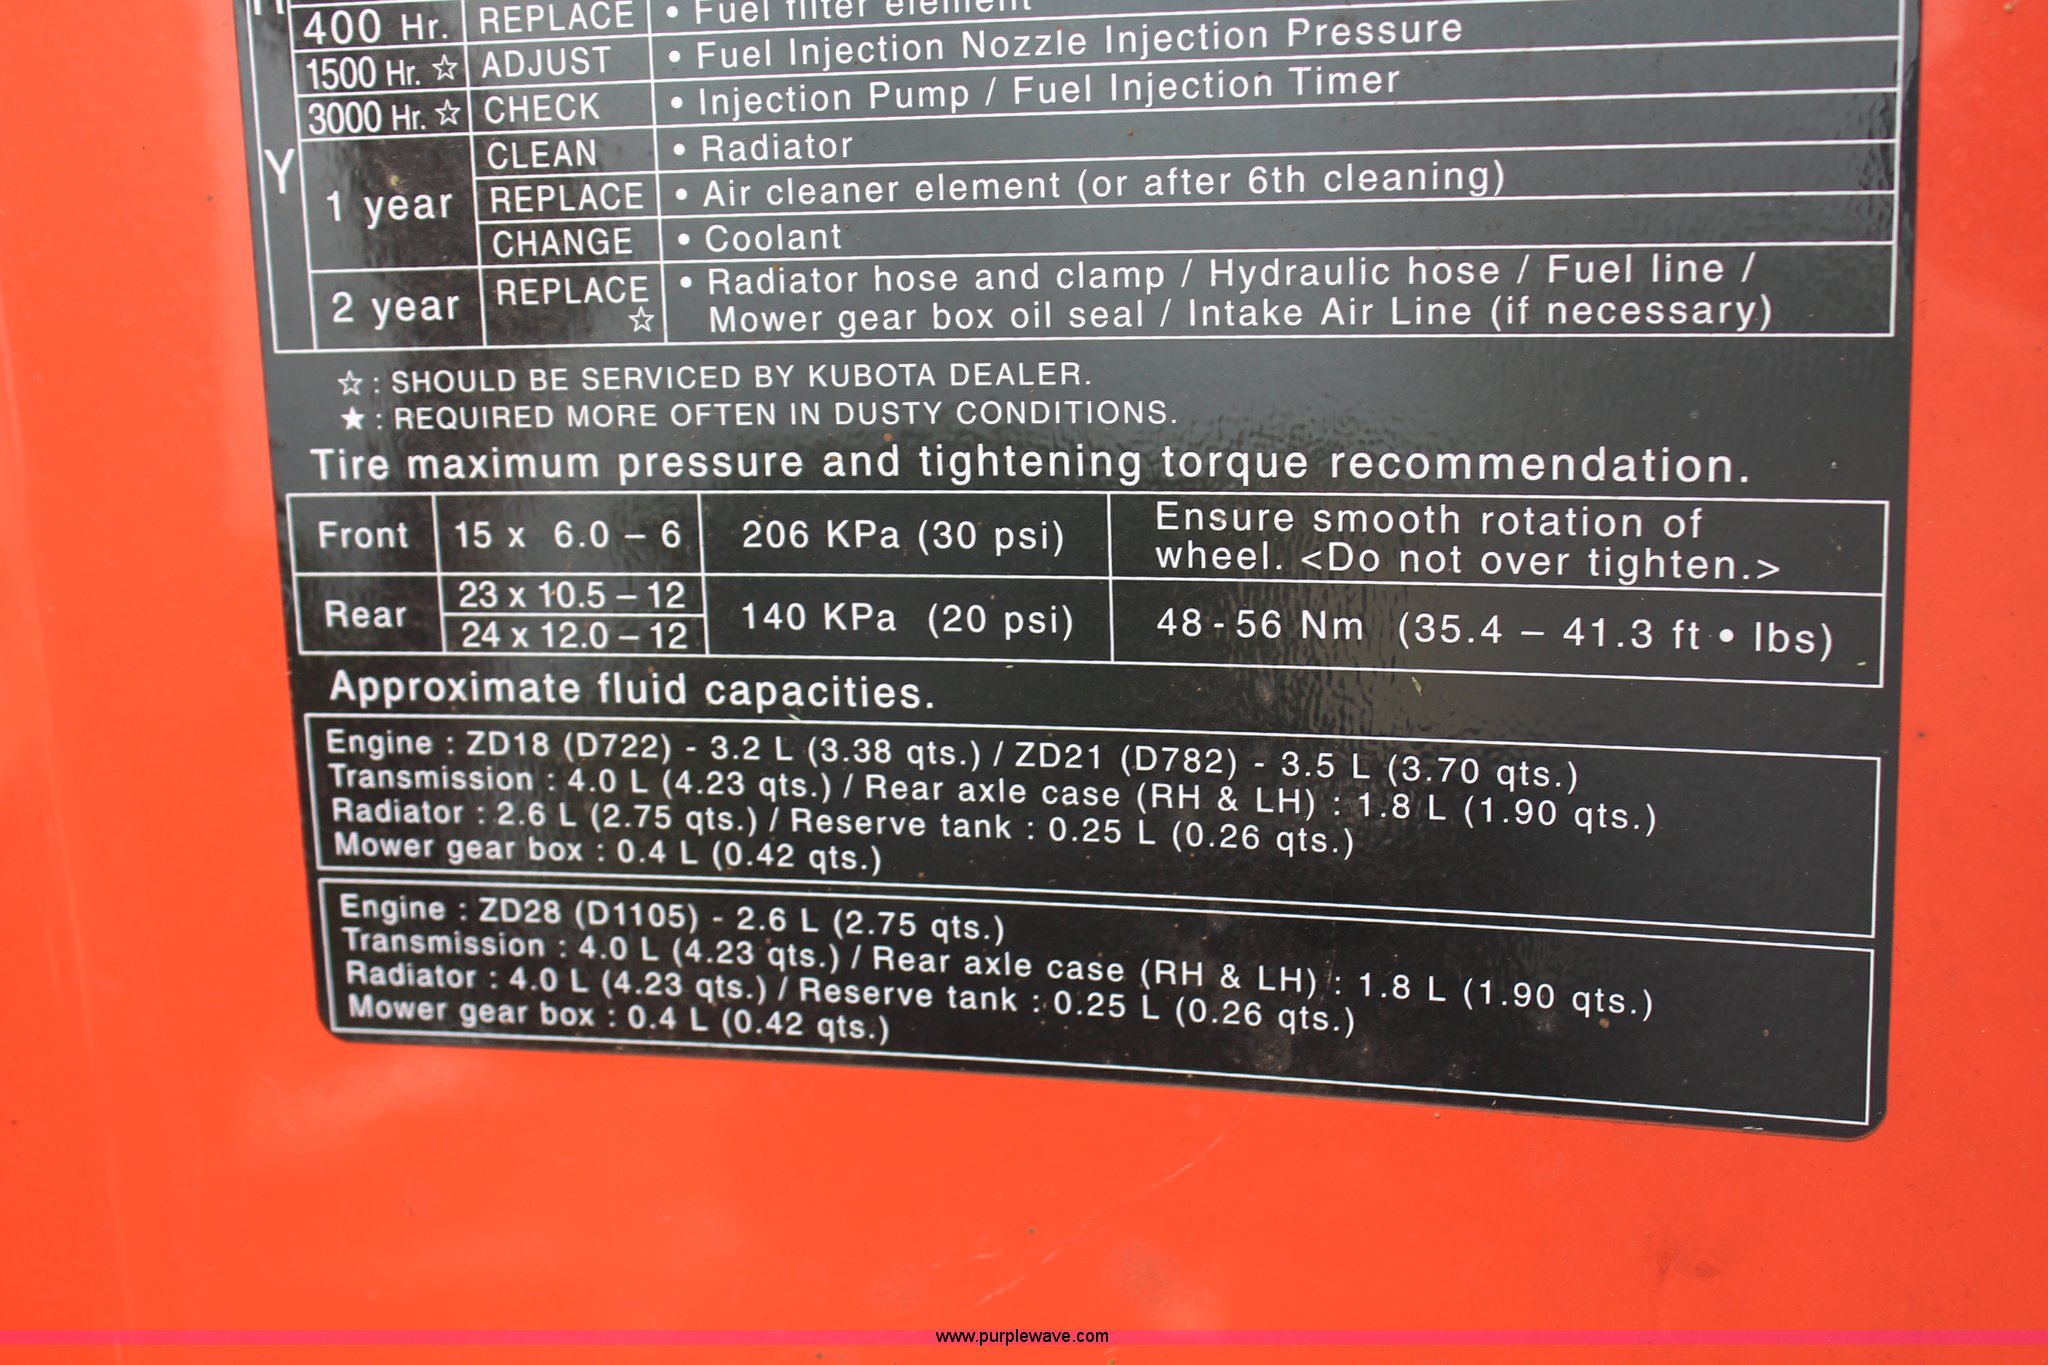 400 Hr. REPLACE • Fuel filter element
1500 Hr. ☆ ADJUST • Fuel Injection Nozzle Injection Pressure
3000 Hr. ☆ CHECK • Injection Pump / Fuel Injection Timer
Y
1 year
CLEAN • Radiator
REPLACE • Air cleaner element (or after 6th cleaning)
CHANGE • Coolant
2 year REPLACE ☆
• Radiator hose and clamp / Hydraulic hose / Fuel line /
Mower gear box oil seal / Intake Air Line (if necessary)
☆ : SHOULD BE SERVICED BY KUBOTA DEALER.
★ : REQUIRED MORE OFTEN IN DUSTY CONDITIONS.
Tire maximum pressure and tightening torque recommendation.
Front 15 x 6.0 – 6 206 KPa (30 psi)
Ensure smooth rotation of
wheel. <Do not over tighten.>
Rear
23 x 10.5 – 12
24 x 12.0 – 12
140 KPa (20 psi) 48 - 56 Nm (35.4 – 41.3 ft • lbs)
Approximate fluid capacities.
Engine : ZD18 (D722) - 3.2 L (3.38 qts.) / ZD21 (D782) - 3.5 L (3.70 qts.)
Transmission : 4.0 L (4.23 qts.) / Rear axle case (RH & LH) : 1.8 L (1.90 qts.)
Radiator : 2.6 L (2.75 qts.) / Reserve tank : 0.25 L (0.26 qts.)
Mower gear box : 0.4 L (0.42 qts.)
Engine : ZD28 (D1105) - 2.6 L (2.75 qts.)
Transmission : 4.0 L (4.23 qts.) / Rear axle case (RH & LH) : 1.8 L (1.90 qts.)
Radiator : 4.0 L (4.23 qts.) / Reserve tank : 0.25 L (0.26 qts.)
Mower gear box : 0.4 L (0.42 qts.)
www.purplewave.com